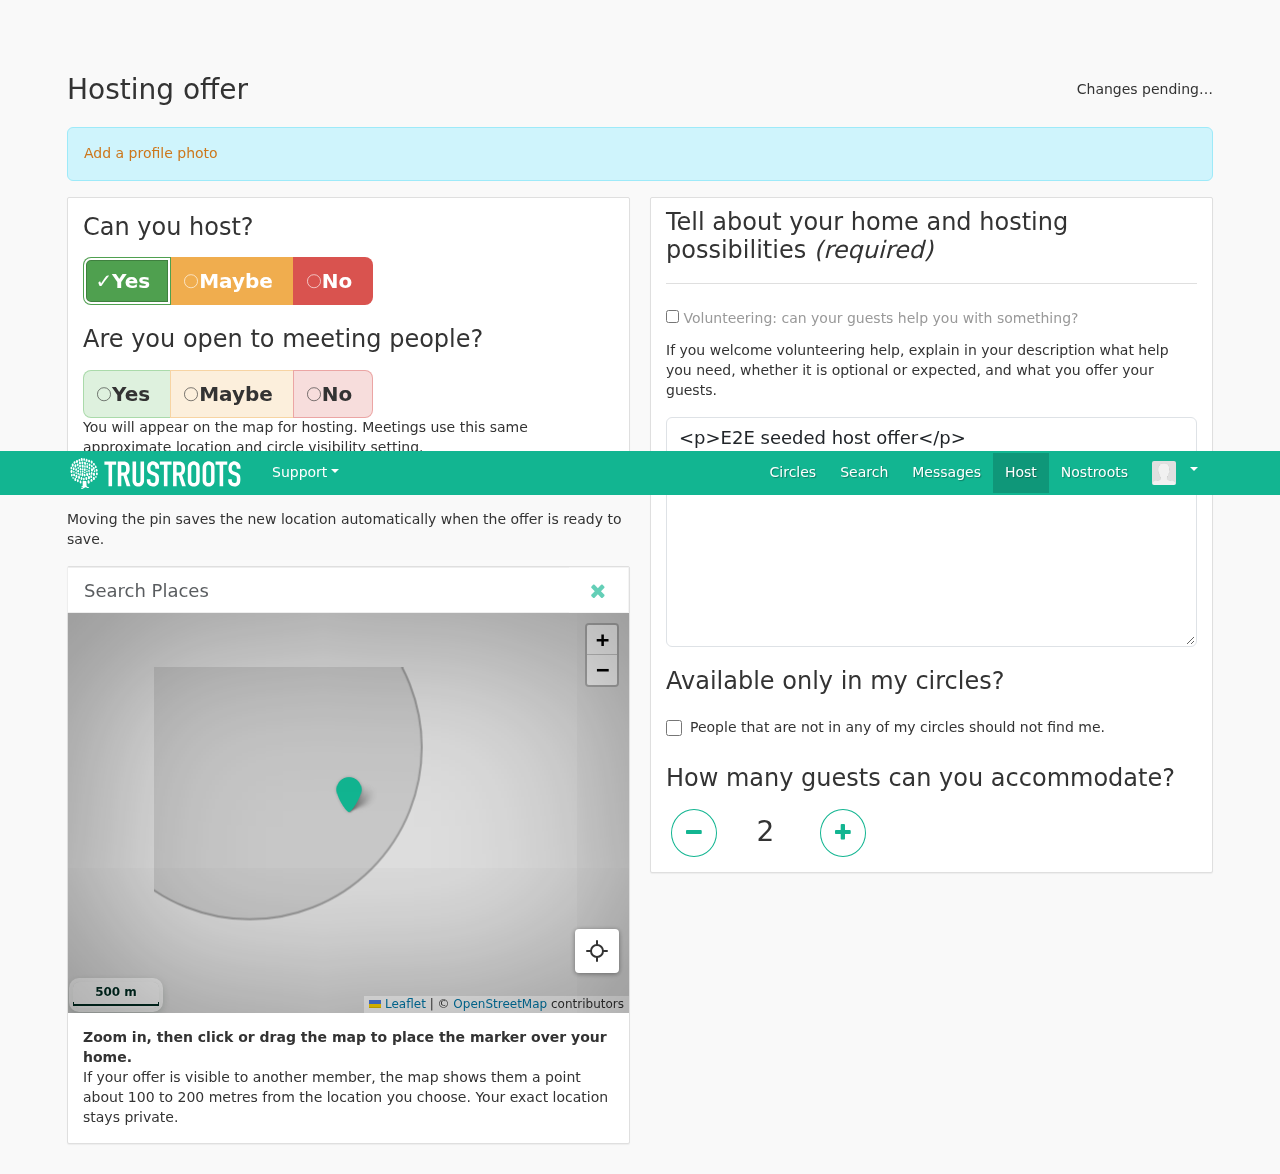 Hosting offer
Changes pending…
Add a profile photo
Can you host?
✓Yes
Maybe
No
Are you open to meeting people?
Yes
Maybe
No
You will appear on the map for hosting. Meetings use this same
approximate location and circle visibility setting.
Tell about your home and hosting
possibilities (required)
Volunteering: can your guests help you with something?
If you welcome volunteering help, explain in your description what help
you need, whether it is optional or expected, and what you offer your
guests.
<p>E2E seeded host offer</p>
TRUSTROOTS
Support
Circles
Search
Messages
Host
Nostroots
Moving the pin saves the new location automatically when the offer is ready to
save.
Search Places
+
−
500 m
Leaflet | © OpenStreetMap contributors
Zoom in, then click or drag the map to place the marker over your
home.
If your offer is visible to another member, the map shows them a point
about 100 to 200 metres from the location you choose. Your exact location
stays private.
Available only in my circles?
People that are not in any of my circles should not find me.
How many guests can you accommodate?
2